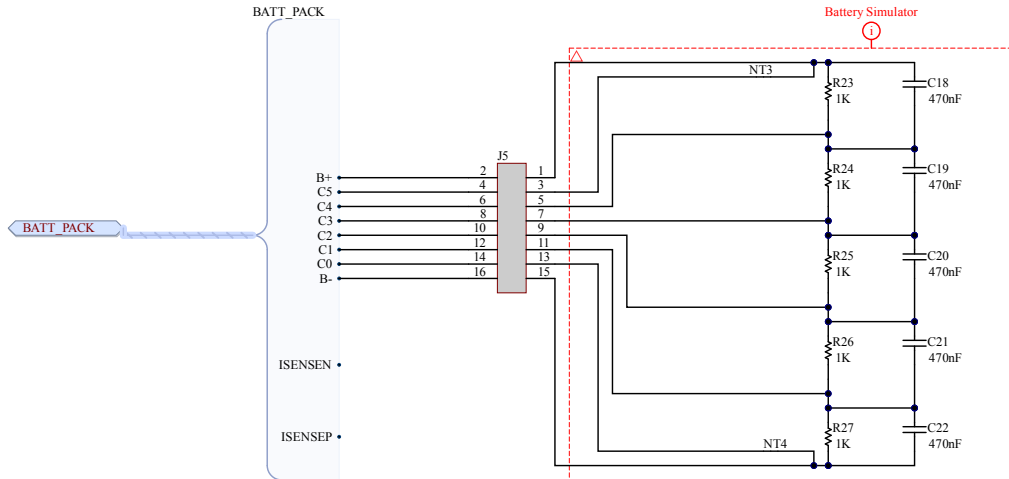 BATT_PACK
Battery Simulator
i
NT3
R23
1K
C18
470nF
J5
B+ 2 1
C5 4 3
C4 6 5
C3 8 7
C2 10 9
C1 12 11
C0 14 13
B- 16 15
R24
1K
C19
470nF
BATT_PACK
R25
1K
C20
470nF
R26
1K
C21
470nF
ISENSEN
ISENSEP
R27
1K
C22
470nF
NT4